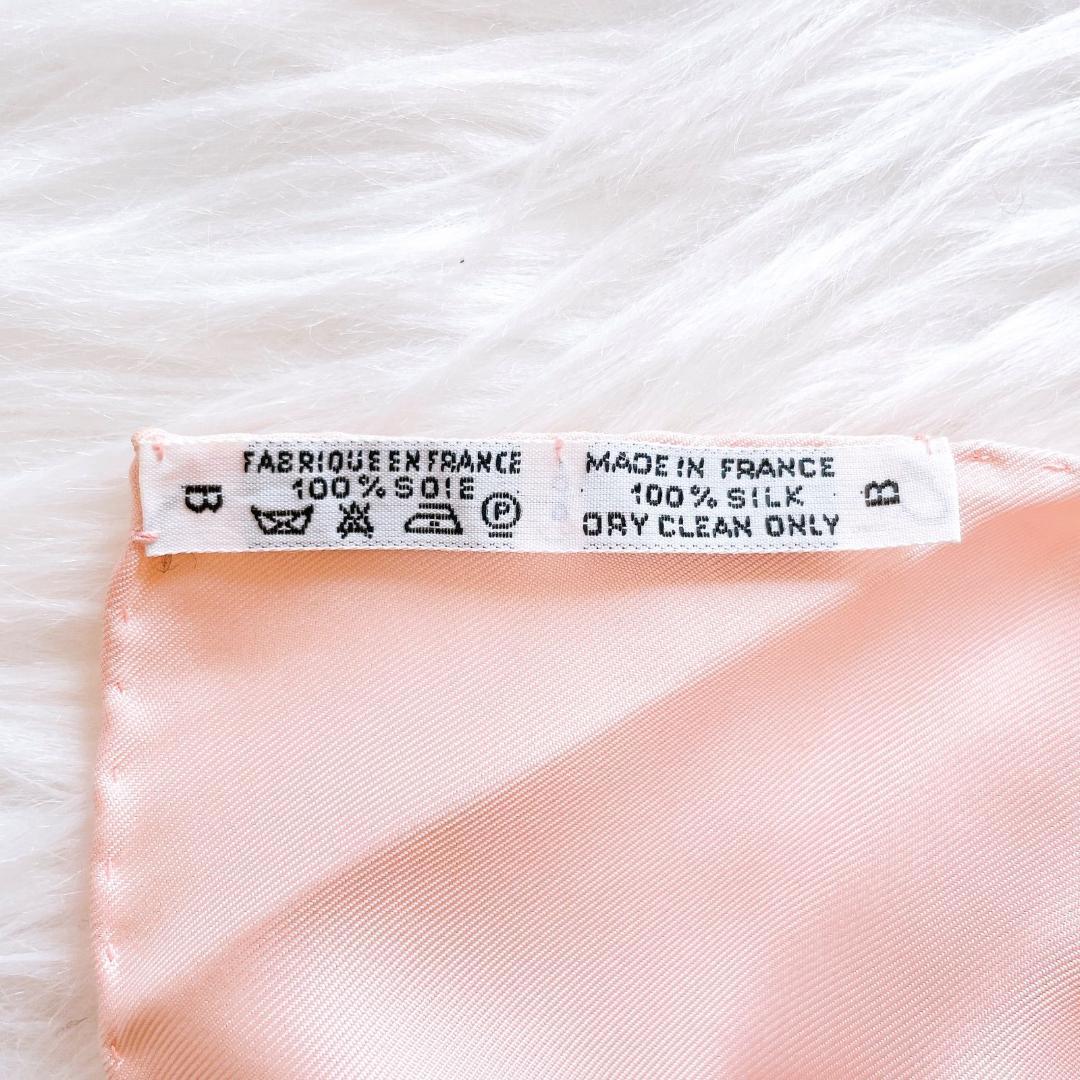 B
FABRIQUE EN FRANCE
100% SOIE
P
MADE IN FRANCE
100% SILK
DRY CLEAN ONLY
B